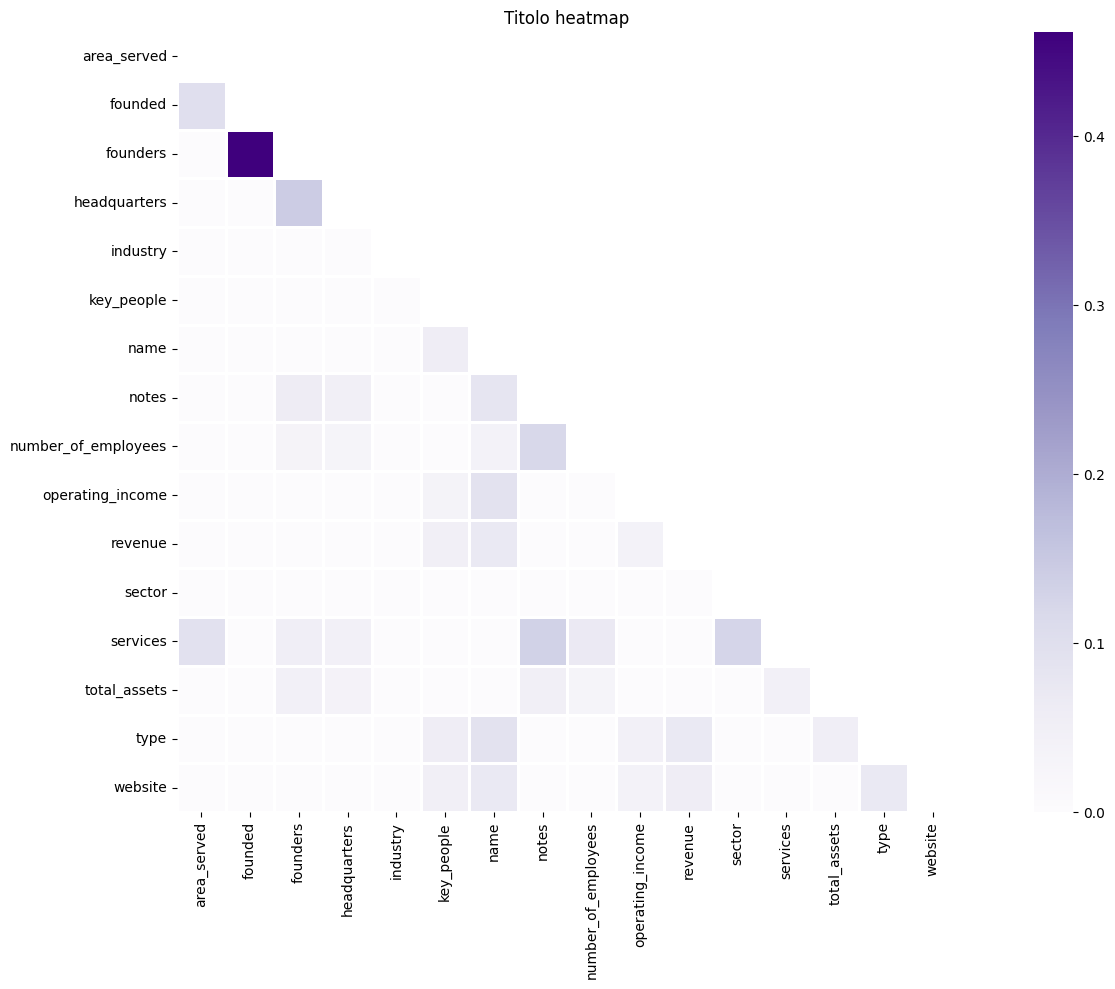 Titolo heatmap
area_served
founded
founders
headquarters
industry
key_people
name
notes
number_of_employees
operating_income
revenue
sector
services
total_assets
type
website
0.4
0.3
0.2
0.1
0.0
area_served
founded
founders
headquarters
industry
key_people
name
notes
number_of_employees
operating_income
revenue
sector
services
total_assets
type
website